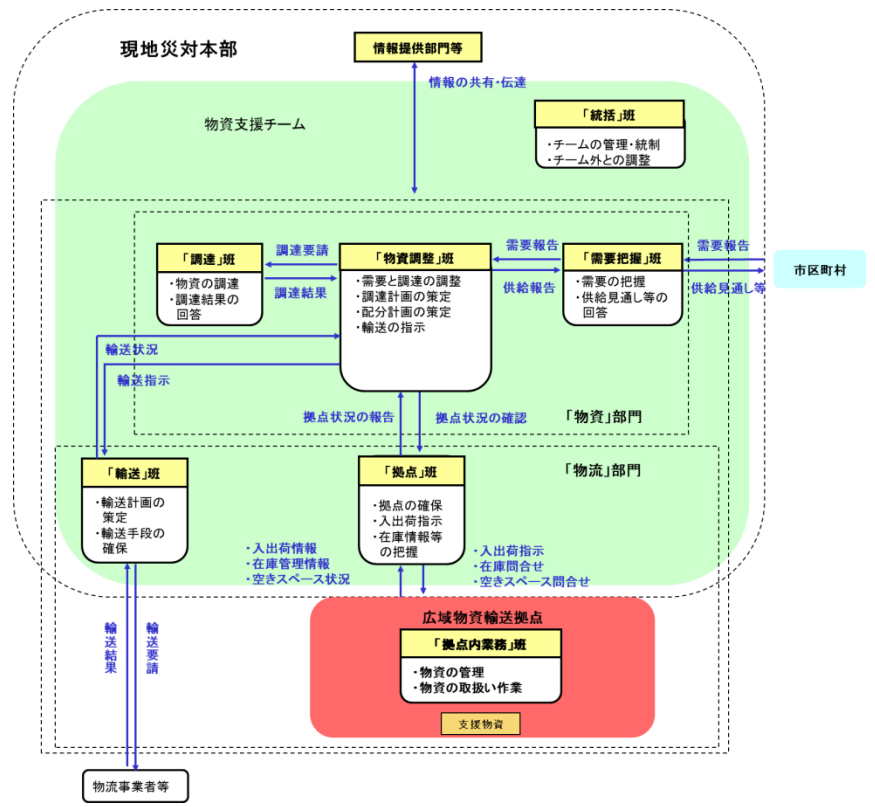 現地災対本部
情報提供部門等
情報の共有・伝達
物資支援チーム
「統括」班
・チームの管理・統制
・チーム外との調整
「調達」班
・物資の調達
・調達結果の
回答
調達要請
調達結果
「物資調整」班
・需要と調達の調整
・調達計画の策定
・配分計画の策定
・輸送の指示
需要報告
供給報告
「需要把握」班
・需要の把握
・供給見通し等の
回答
需要報告
供給見通し等
市区町村
輸送状況
輸送指示
拠点状況の報告
拠点状況の確認
「物資」部門
「物流」部門
「輸送」班
・輸送計画の
策定
・輸送手段の
確保
「拠点」班
・拠点の確保
・入出荷指示
・在庫情報等
の把握
・入出荷情報
・在庫管理情報
・空きスペース状況
・入出荷指示
・在庫問合せ
・空きスペース問合せ
広域物資輸送拠点
「拠点内業務」班
・物資の管理
・物資の取扱い作業
支援物資
輸送結果
輸送要請
物流事業者等